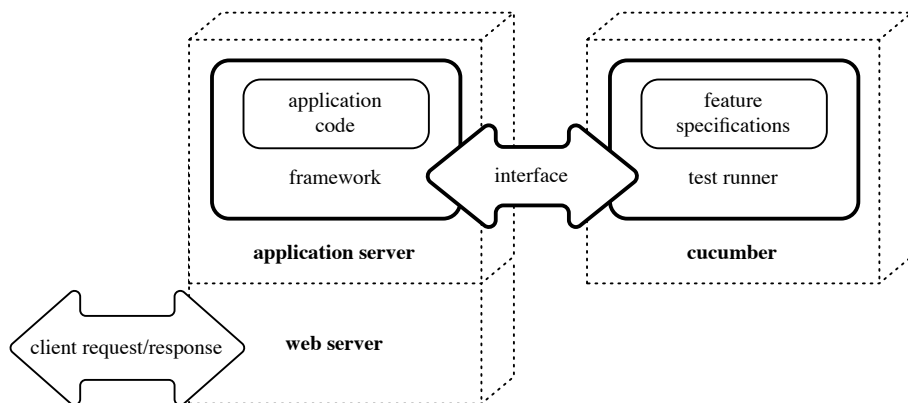 application
code
framework
application server
interface
feature
specifications
test runner
cucumber
client request/response
web server